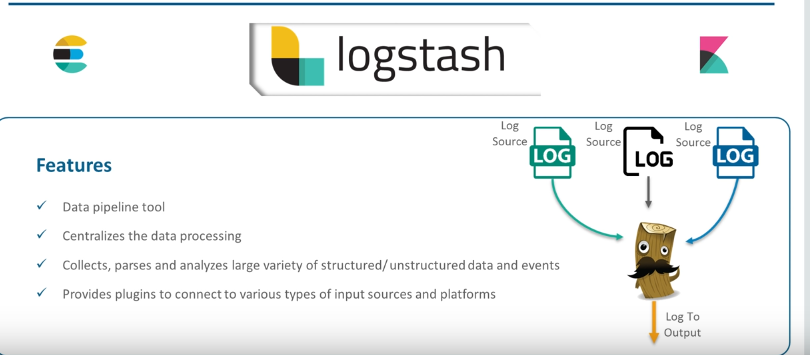 logstash
Features
Data pipeline tool
Centralizes the data processing
Collects, parses and analyzes large variety of structured/unstructured data and events
Provides plugins to connect to various types of input sources and platforms
Log
Source
LOG
Log
Source
LOG
Log
Source
LOG
Log To
Output